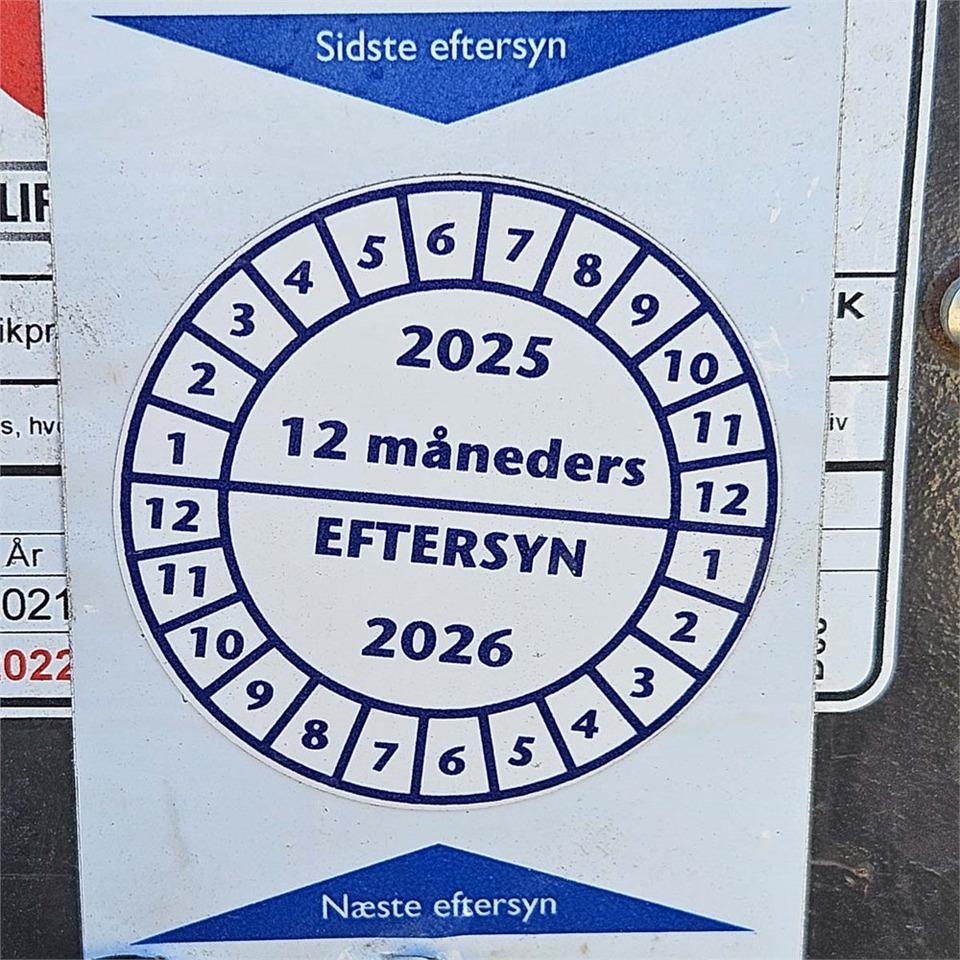 Sidste eftersyn
1 2 3 4 5 6 7 8 9 10 11 12
2025
12 måneders
EFTERSYN
2026
12 11 10 9 8 7 6 5 4 3 2 1
Næste eftersyn
K
År